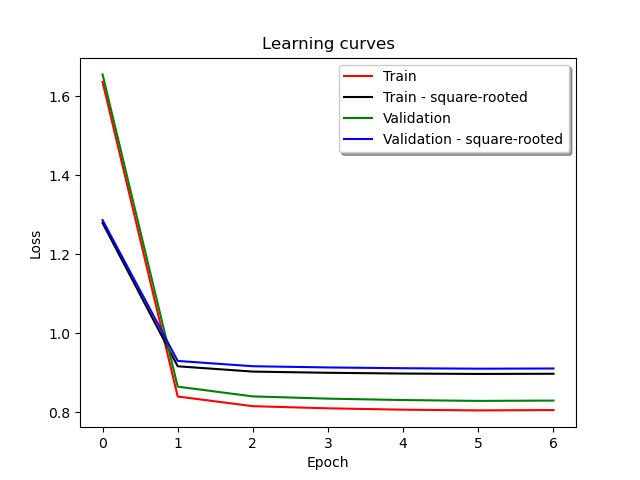 Learning curves
Train
Train - square-rooted
Validation
Validation - square-rooted
Loss
1.6
1.4
1.2
1.0
0.8
0 1 2 3 4 5 6
Epoch